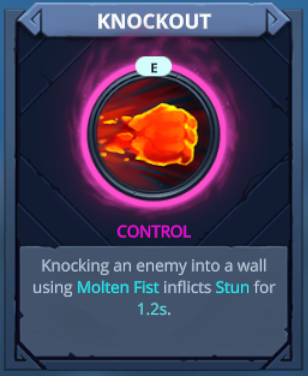 KNOCKOUT
E
CONTROL
Knocking an enemy into a wall
using Molten Fist inflicts Stun for
1.2s.